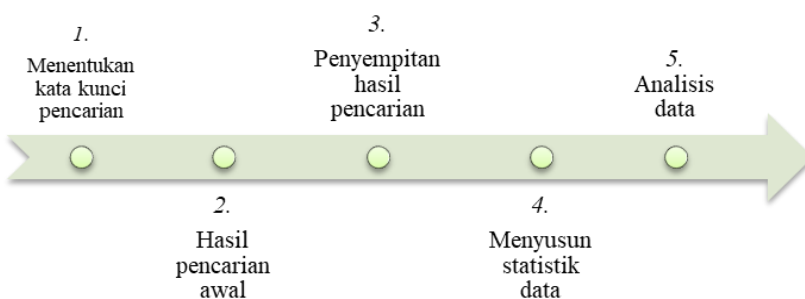 1.
Menentukan
kata kunci
pencarian
2.
Hasil
pencarian
awal
3.
Penyempitan
hasil
pencarian
4.
Menyusun
statistik
data
5.
Analisis
data